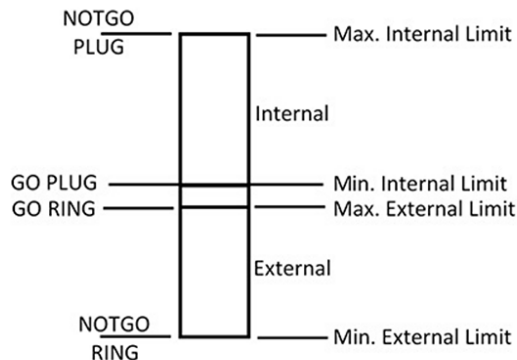 NOTGO
PLUG
Max. Internal Limit
Internal
GO PLUG
Min. Internal Limit
GO RING
Max. External Limit
External
NOTGO
RING
Min. External Limit